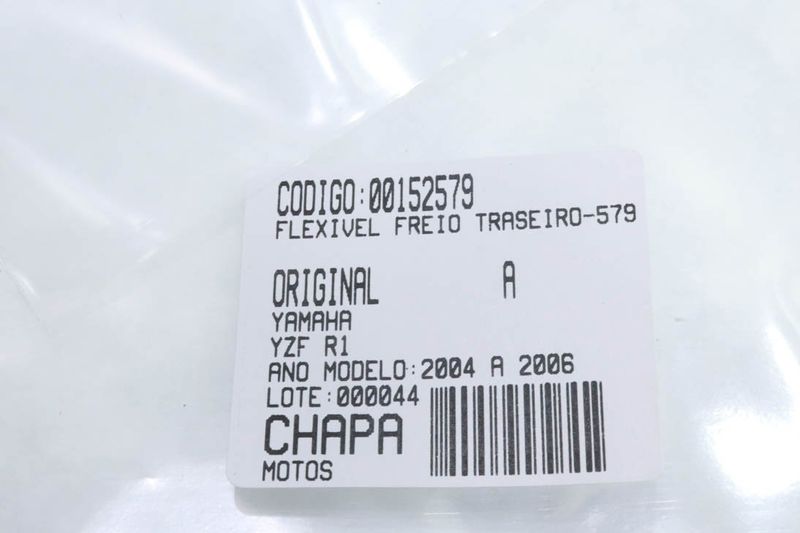 CODIGO:00152579
FLEXIVEL FREIO TRASEIRO-579
ORIGINAL A
YAMAHA
YZF R1
ANO MODELO:2004 A 2006
LOTE:000044
CHAPA
MOTOS